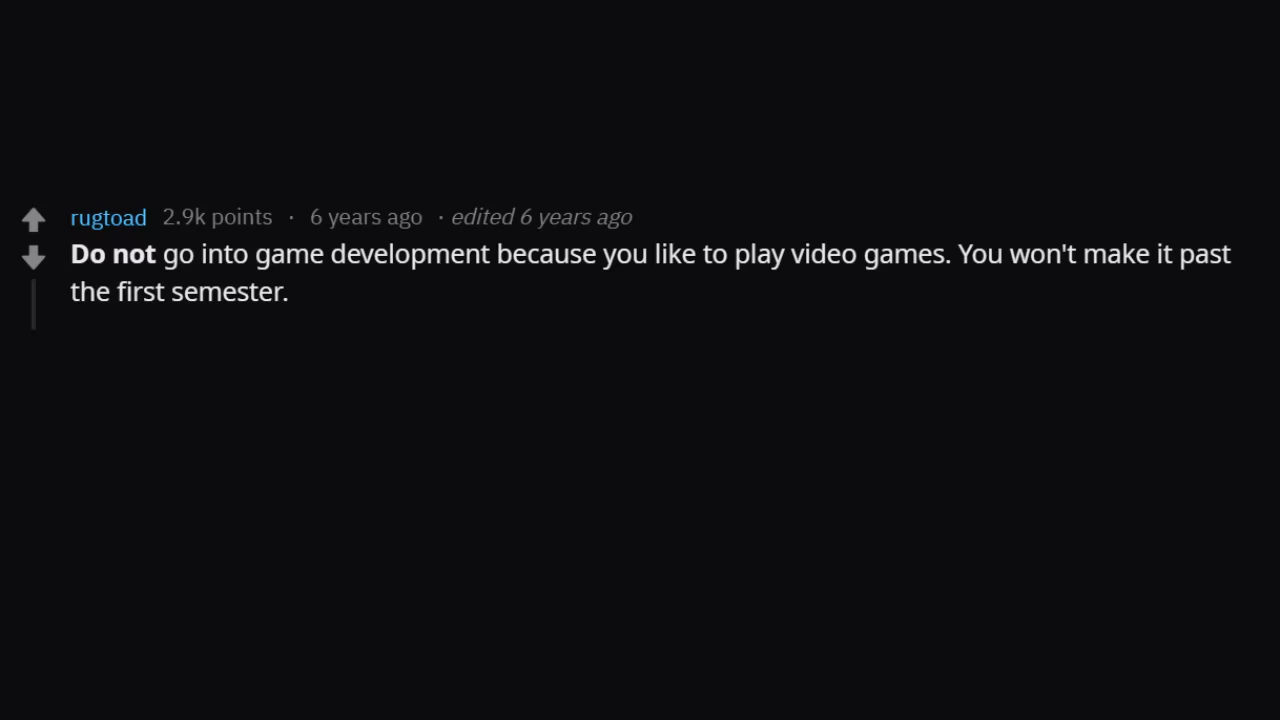 rugtoad 2.9k points · 6 years ago · edited 6 years ago
Do not go into game development because you like to play video games. You won't make it past
the first semester.